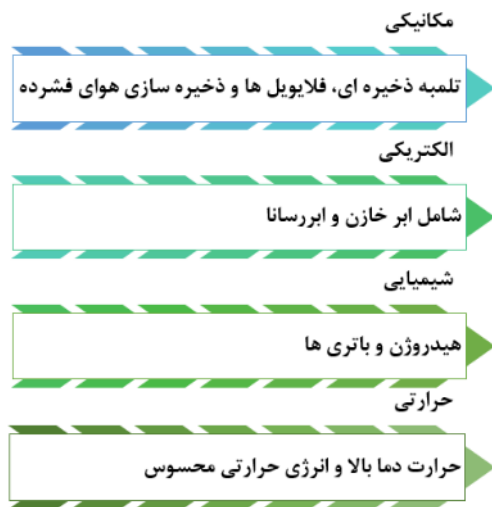 مکانیکی
تلمبه ذخیره ای، فلایویل ها و ذخیره سازی هوای فشرده
الکتریکی
شامل ابر خازن و ابررسانا
شیمیایی
هیدروژن و باتری ها
حرارتی
حرارت دما بالا و انرژی حرارتی محسوس